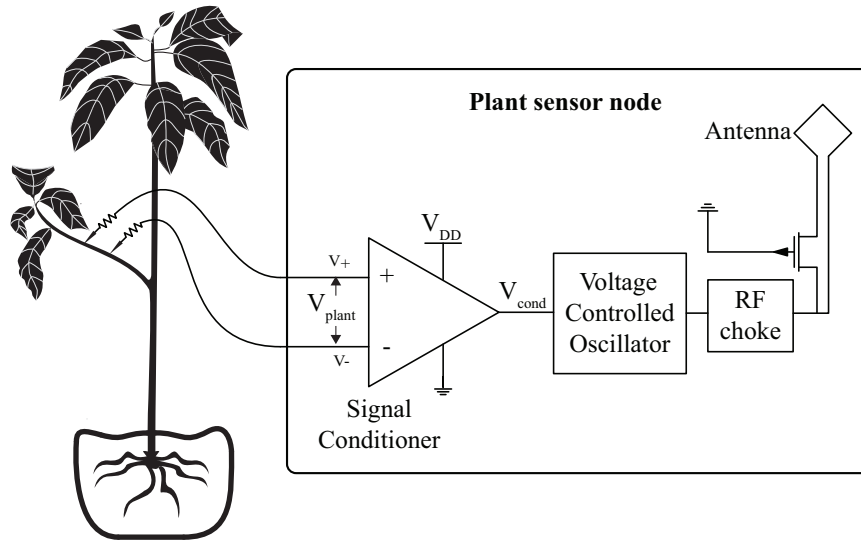 Plant sensor node
Antenna
V_DD
V+
V_plant
V-
+
-
V_cond
Voltage
Controlled
Oscillator
RF
choke
Signal
Conditioner